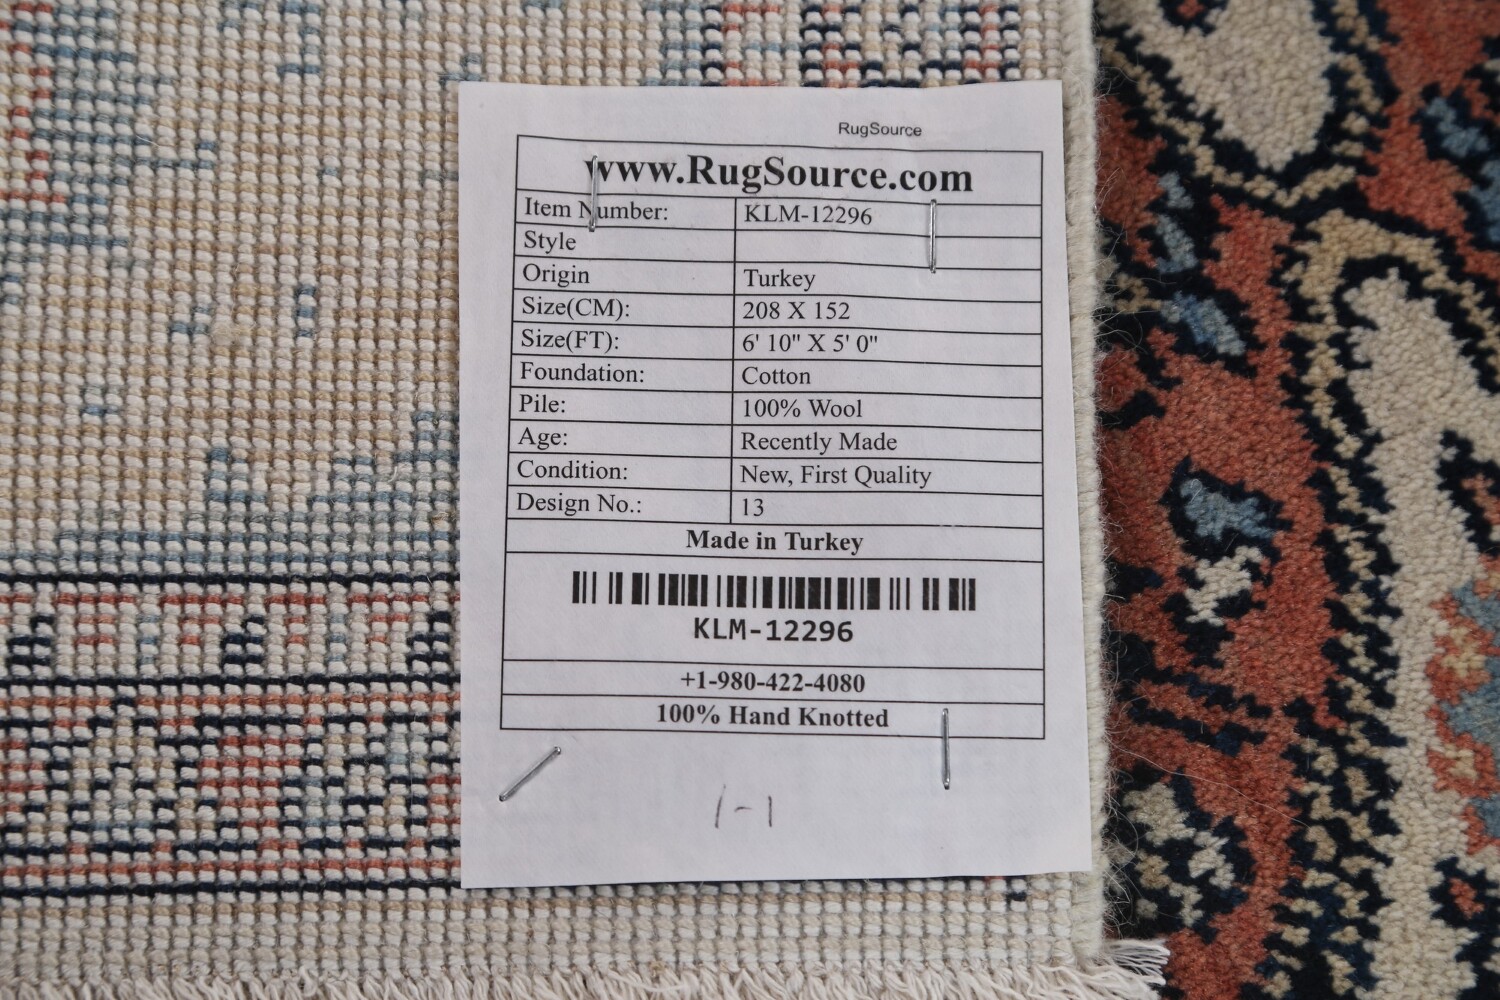 RugSource
www.RugSource.com
Item Number: KLM-12296
Style
Origin Turkey
Size(CM): 208 X 152
Size(FT): 6' 10" X 5' 0"
Foundation: Cotton
Pile: 100% Wool
Age: Recently Made
Condition: New, First Quality
Design No.: 13
Made in Turkey
KLM-12296
+1-980-422-4080
100% Hand Knotted
1-1